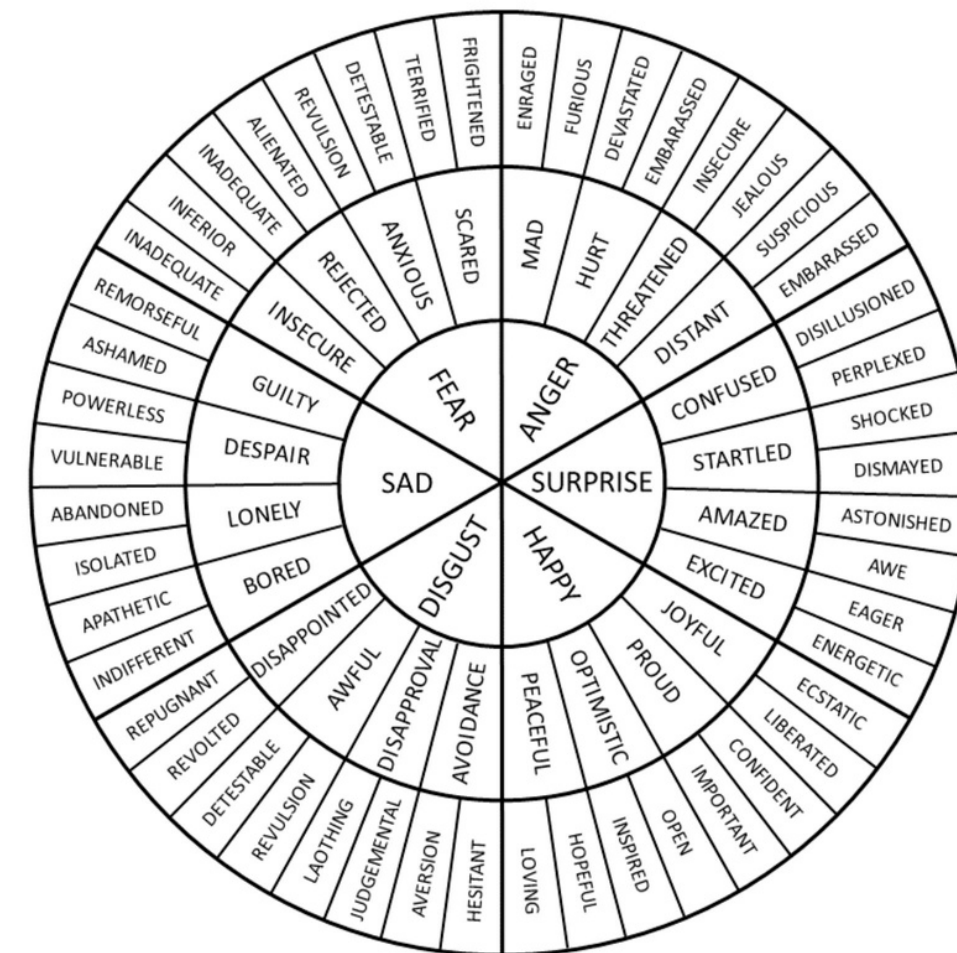 FEAR
ANGER
SURPRISE
HAPPY
DISGUST
SAD
MAD
HURT
THREATENED
DISTANT
CONFUSED
STARTLED
AMAZED
EXCITED
JOYFUL
PROUD
OPTIMISTIC
PEACEFUL
AVOIDANCE
DISAPPROVAL
AWFUL
DISAPPOINTED
BORED
LONELY
DESPAIR
GUILTY
INSECURE
REJECTED
ANXIOUS
SCARED
ENRAGED
FURIOUS
DEVASTATED
EMBARASSED
INSECURE
JEALOUS
SUSPICIOUS
EMBARASSED
DISILLUSIONED
PERPLEXED
SHOCKED
DISMAYED
ASTONISHED
AWE
EAGER
ENERGETIC
ECSTATIC
LIBERATED
CONFIDENT
IMPORTANT
OPEN
INSPIRED
HOPEFUL
LOVING
HESITANT
AVERSION
JUDGEMENTAL
LAOTHING
REVULSION
DETESTABLE
REVOLTED
REPUGNANT
INDIFFERENT
APATHETIC
ISOLATED
ABANDONED
VULNERABLE
POWERLESS
ASHAMED
REMORSEFUL
INADEQUATE
INFERIOR
INADEQUATE
ALIENATED
REVULSION
DETESTABLE
TERRIFIED
FRIGHTENED